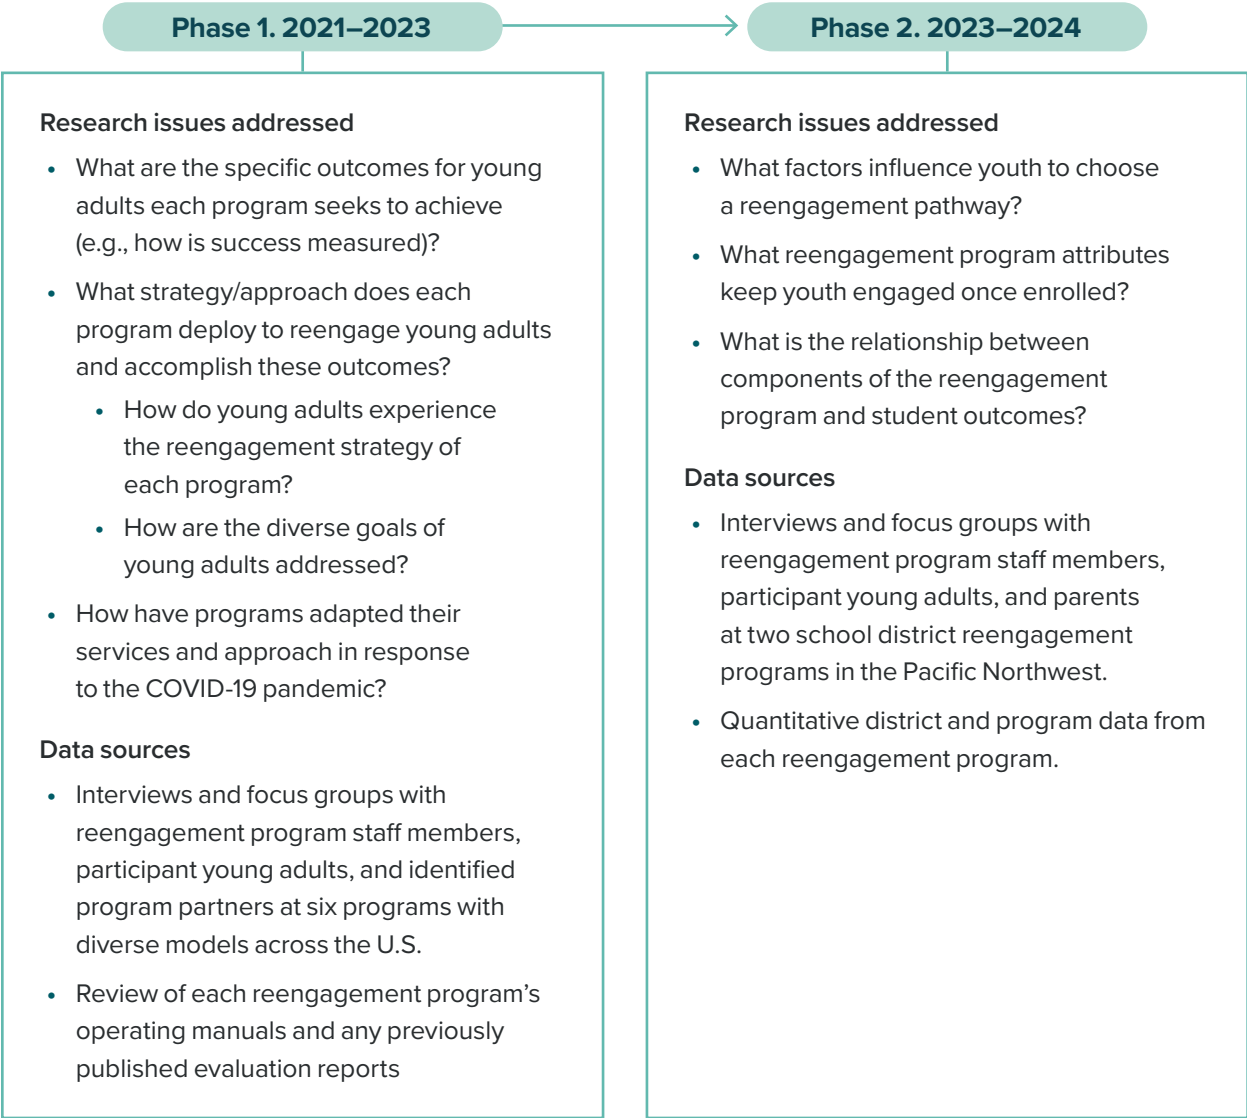 Phase 1. 2021–2023
Research issues addressed
• What are the specific outcomes for young
adults each program seeks to achieve
(e.g., how is success measured)?
• What strategy/approach does each
program deploy to reengage young adults
and accomplish these outcomes?
• How do young adults experience
the reengagement strategy of
each program?
• How are the diverse goals of
young adults addressed?
• How have programs adapted their
services and approach in response
to the COVID-19 pandemic?
Data sources
• Interviews and focus groups with
reengagement program staff members,
participant young adults, and identified
program partners at six programs with
diverse models across the U.S.
• Review of each reengagement program’s
operating manuals and any previously
published evaluation reports
Phase 2. 2023–2024
Research issues addressed
• What factors influence youth to choose
a reengagement pathway?
• What reengagement program attributes
keep youth engaged once enrolled?
• What is the relationship between
components of the reengagement
program and student outcomes?
Data sources
• Interviews and focus groups with
reengagement program staff members,
participant young adults, and parents
at two school district reengagement
programs in the Pacific Northwest.
• Quantitative district and program data from
each reengagement program.